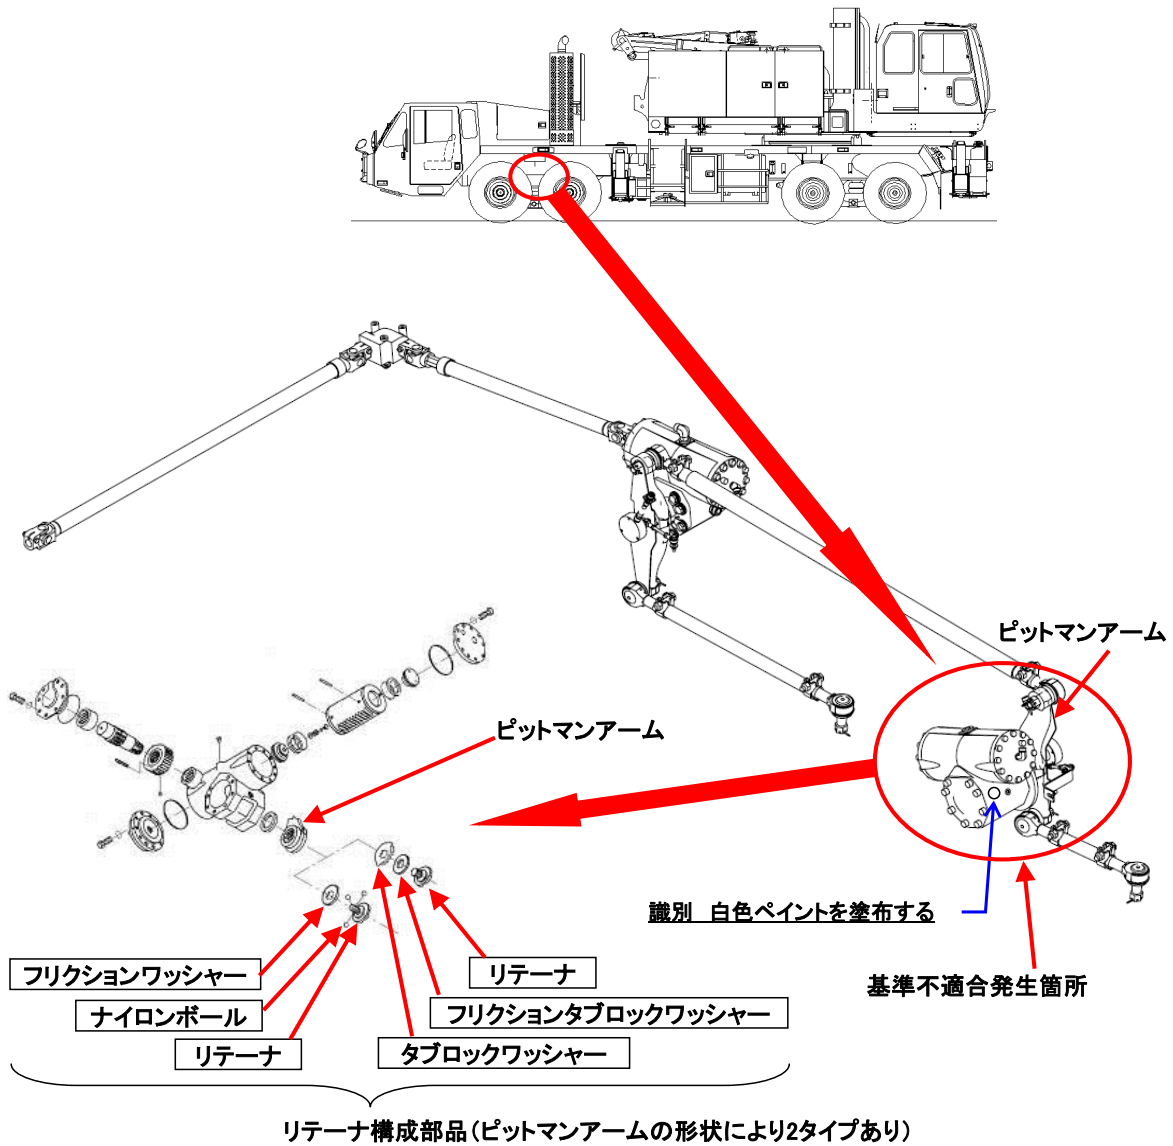 ピットマンアーム
ピットマンアーム
識別　白色ペイントを塗布する
基準不適合発生箇所
フリクションワッシャー
リテーナ
ナイロンボール
フリクションタブロックワッシャー
リテーナ
タブロックワッシャー
リテーナ構成部品（ピットマンアームの形状により2タイプあり）